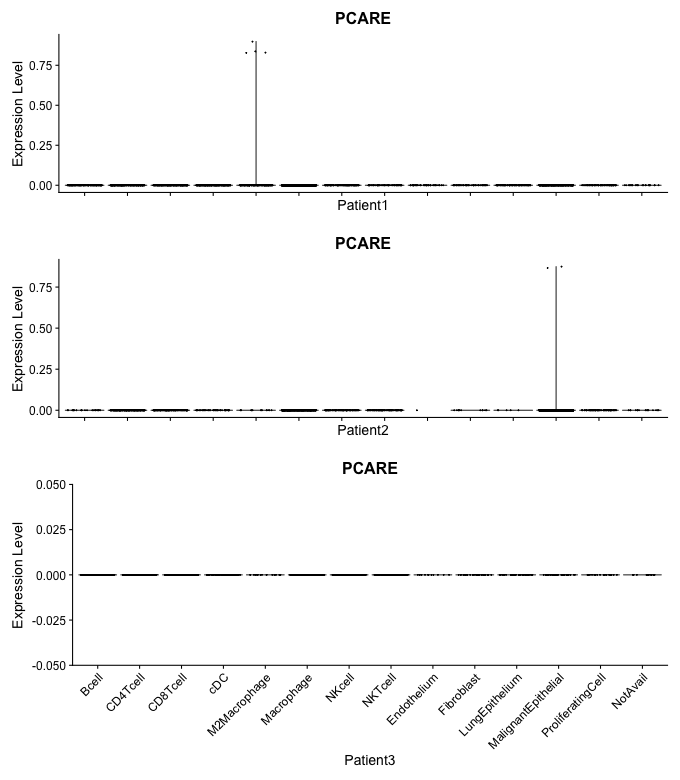 PCARE
Expression Level
0.75
0.50
0.25
0.00
Patient1
PCARE
Expression Level
0.75
0.50
0.25
0.00
Patient2
PCARE
Expression Level
0.050
0.025
0.000
-0.025
-0.050
Bcell
CD4Tcell
CD8Tcell
cDC
M2Macrophage
Macrophage
NKcell
NKTcell
Endothelium
Fibroblast
LungEpithelium
MalignantEpithelial
ProliferatingCell
NotAvail
Patient3